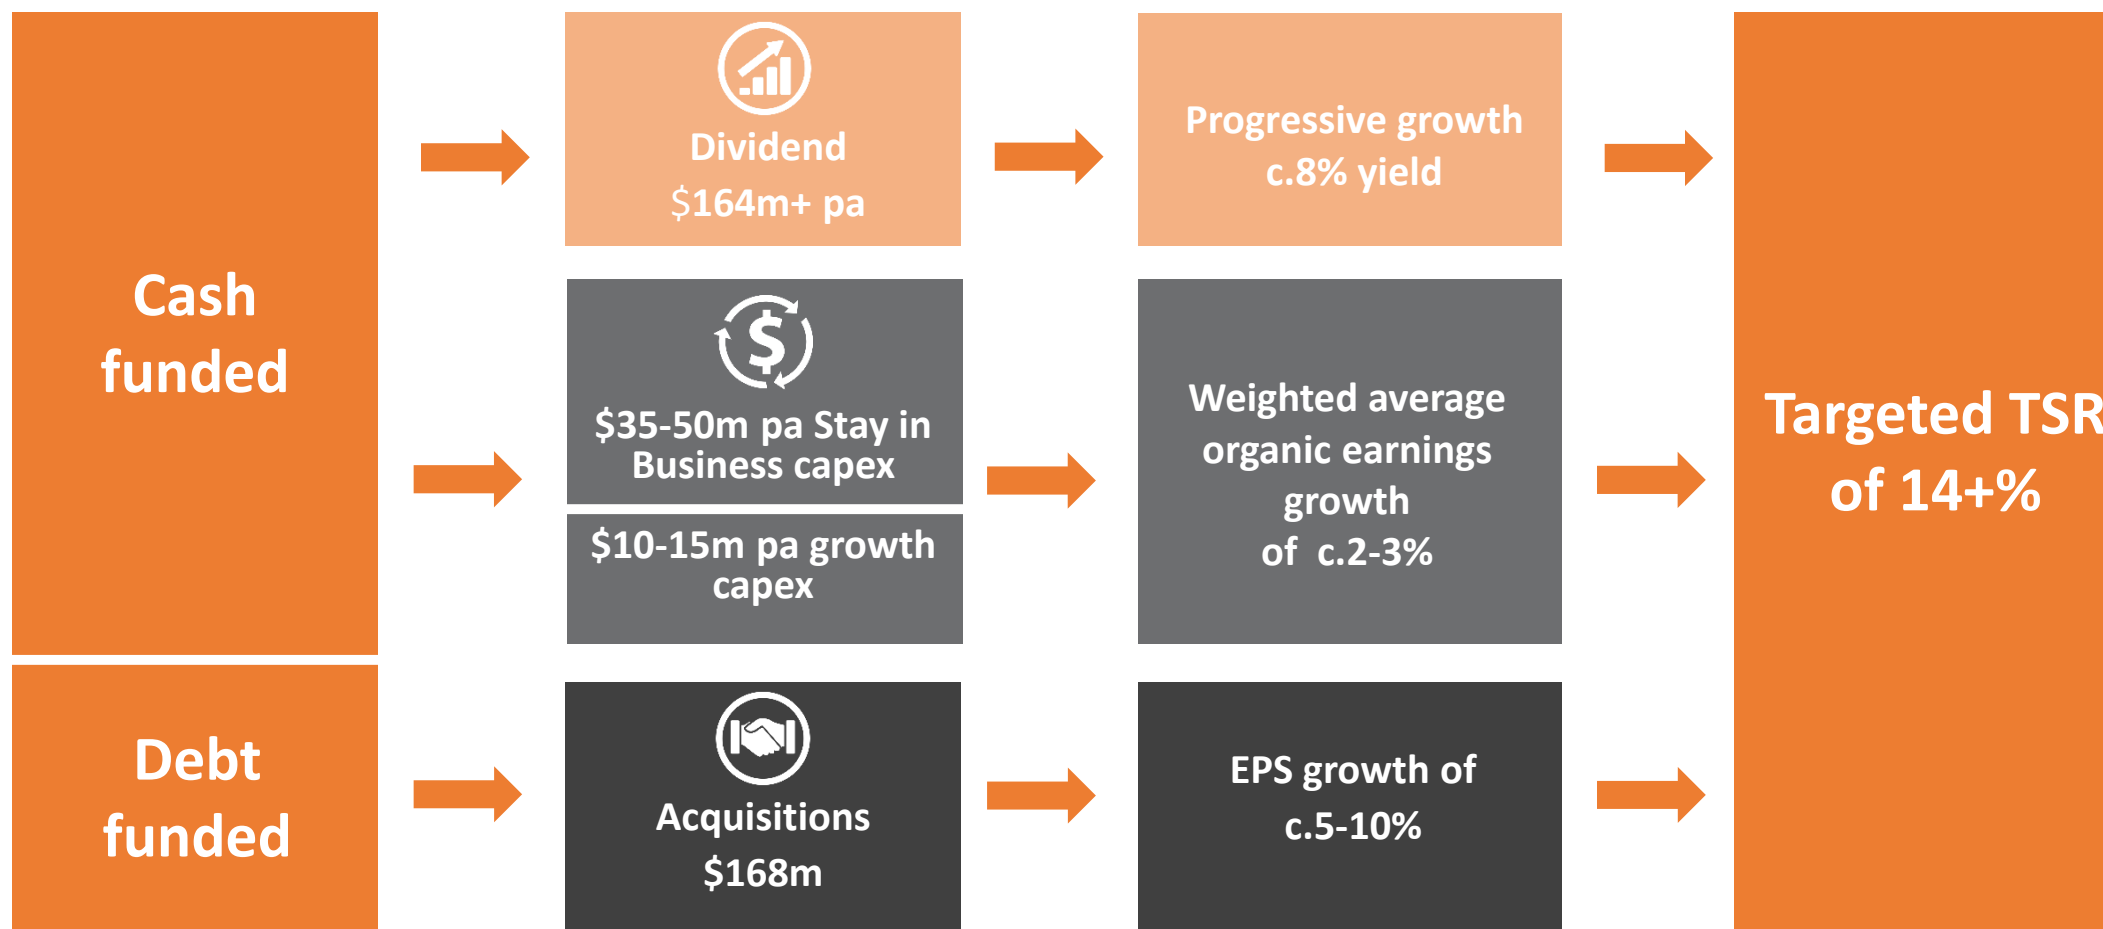 Cash
funded
Dividend
$164m+ pa
Progressive growth
c.8% yield
$35-50m pa Stay in
Business capex
$10-15m pa growth
capex
Weighted average
organic earnings
growth
of c.2-3%
Targeted TSR
of 14+%
Debt
funded
Acquisitions
$168m
EPS growth of
c.5-10%